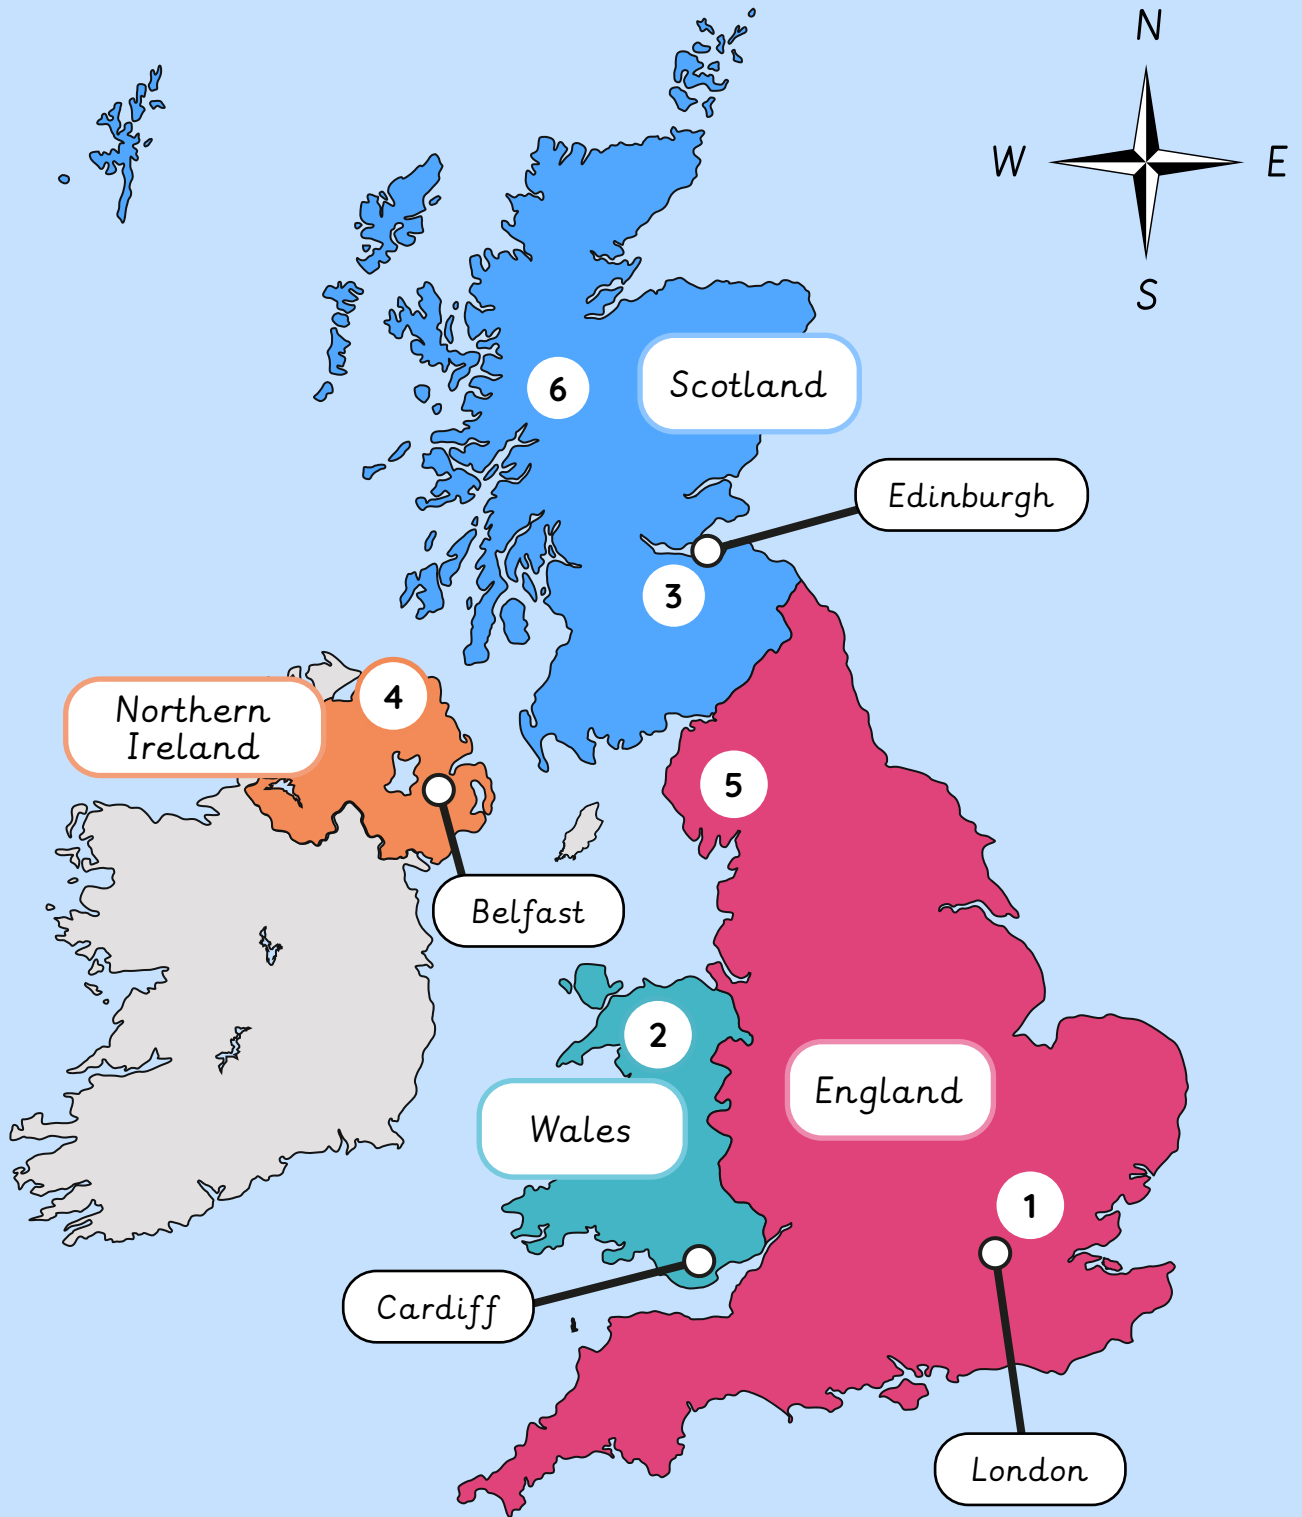 N
W
E
S
6
Scotland
Edinburgh
3
4
Northern
Ireland
5
Belfast
2
England
Wales
1
Cardiff
London